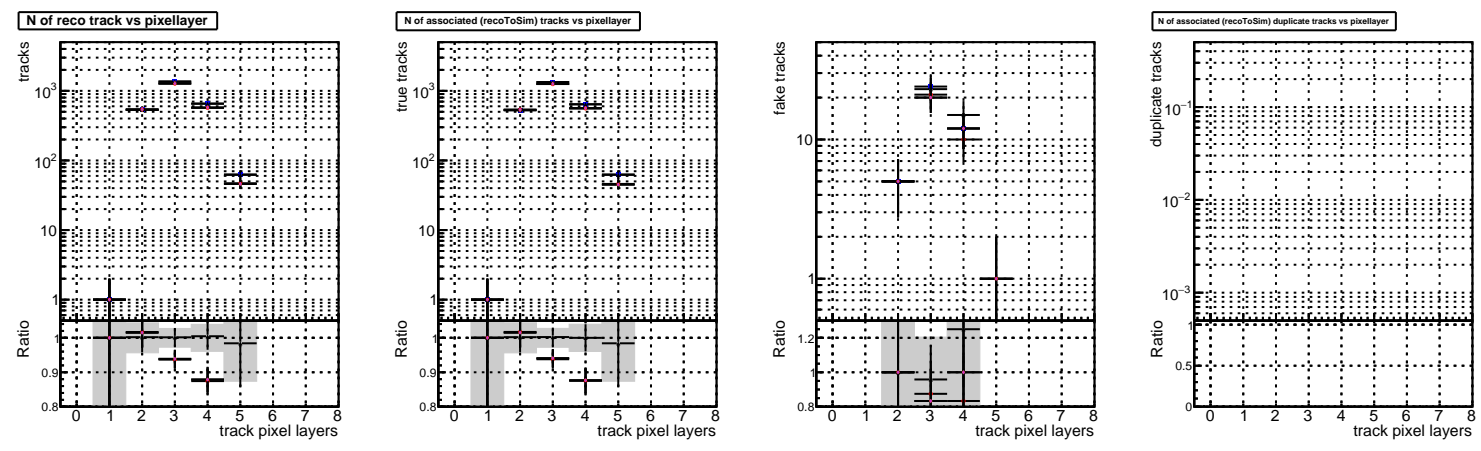 N of reco track vs pixellayer
tracks
10³
10²
10
1
Ratio
1
0.9
0.8
0 1 2 3 4 5 6 7 8
track pixel layers
N of associated (recoToSim) tracks vs pixellayer
true tracks
10³
10²
10
1
Ratio
1
0.9
0.8
0 1 2 3 4 5 6 7 8
track pixel layers
fake tracks
10
1
Ratio
1.2
1
0.8
0 1 2 3 4 5 6 7 8
track pixel layers
N of associated (recoToSim) duplicate tracks vs pixellayer
duplicate tracks
10⁻¹
10⁻²
10⁻³
Ratio
1
0.5
0
0 1 2 3 4 5 6 7 8
track pixel layers